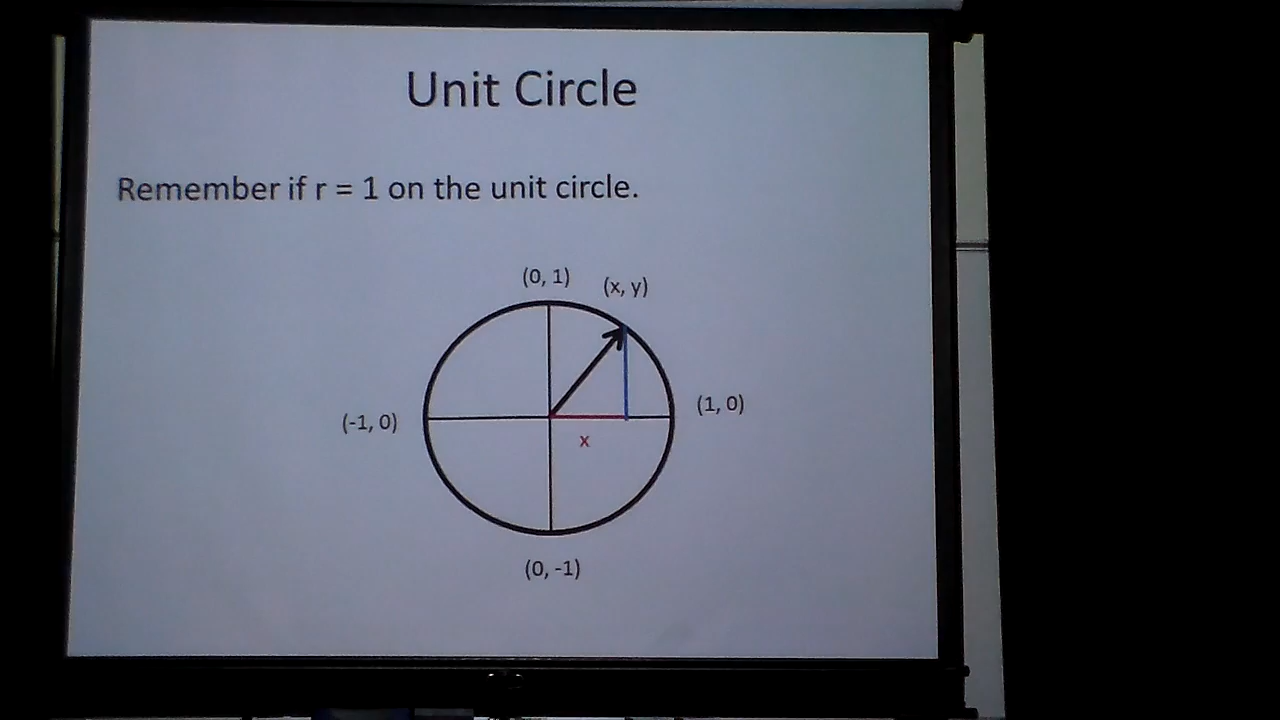 Unit Circle
Remember if r = 1 on the unit circle.
(0, 1)
(x, y)
(1, 0)
(-1, 0)
x
(0, -1)